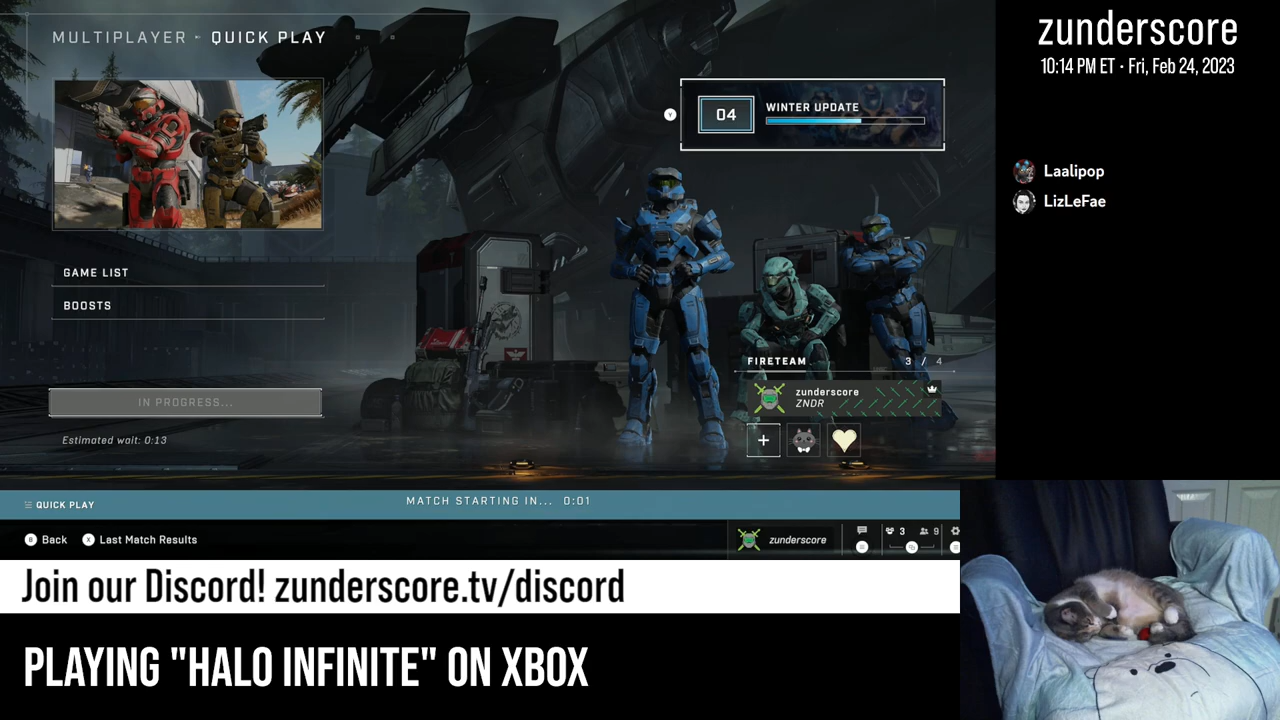 MULTIPLAYER ▸ QUICK PLAY
04
WINTER UPDATE
Y
GAME LIST
BOOSTS
IN PROGRESS...
Estimated wait: 0:13
FIRETEAM 3 / 4
zunderscore
ZNDR
+
QUICK PLAY
MATCH STARTING IN... 0:01
B Back X Last Match Results
zunderscore
3 9
Join our Discord! zunderscore.tv/discord
PLAYING "HALO INFINITE" ON XBOX
zunderscore
10:14 PM ET · Fri, Feb 24, 2023
Laalipop
LizLeFae